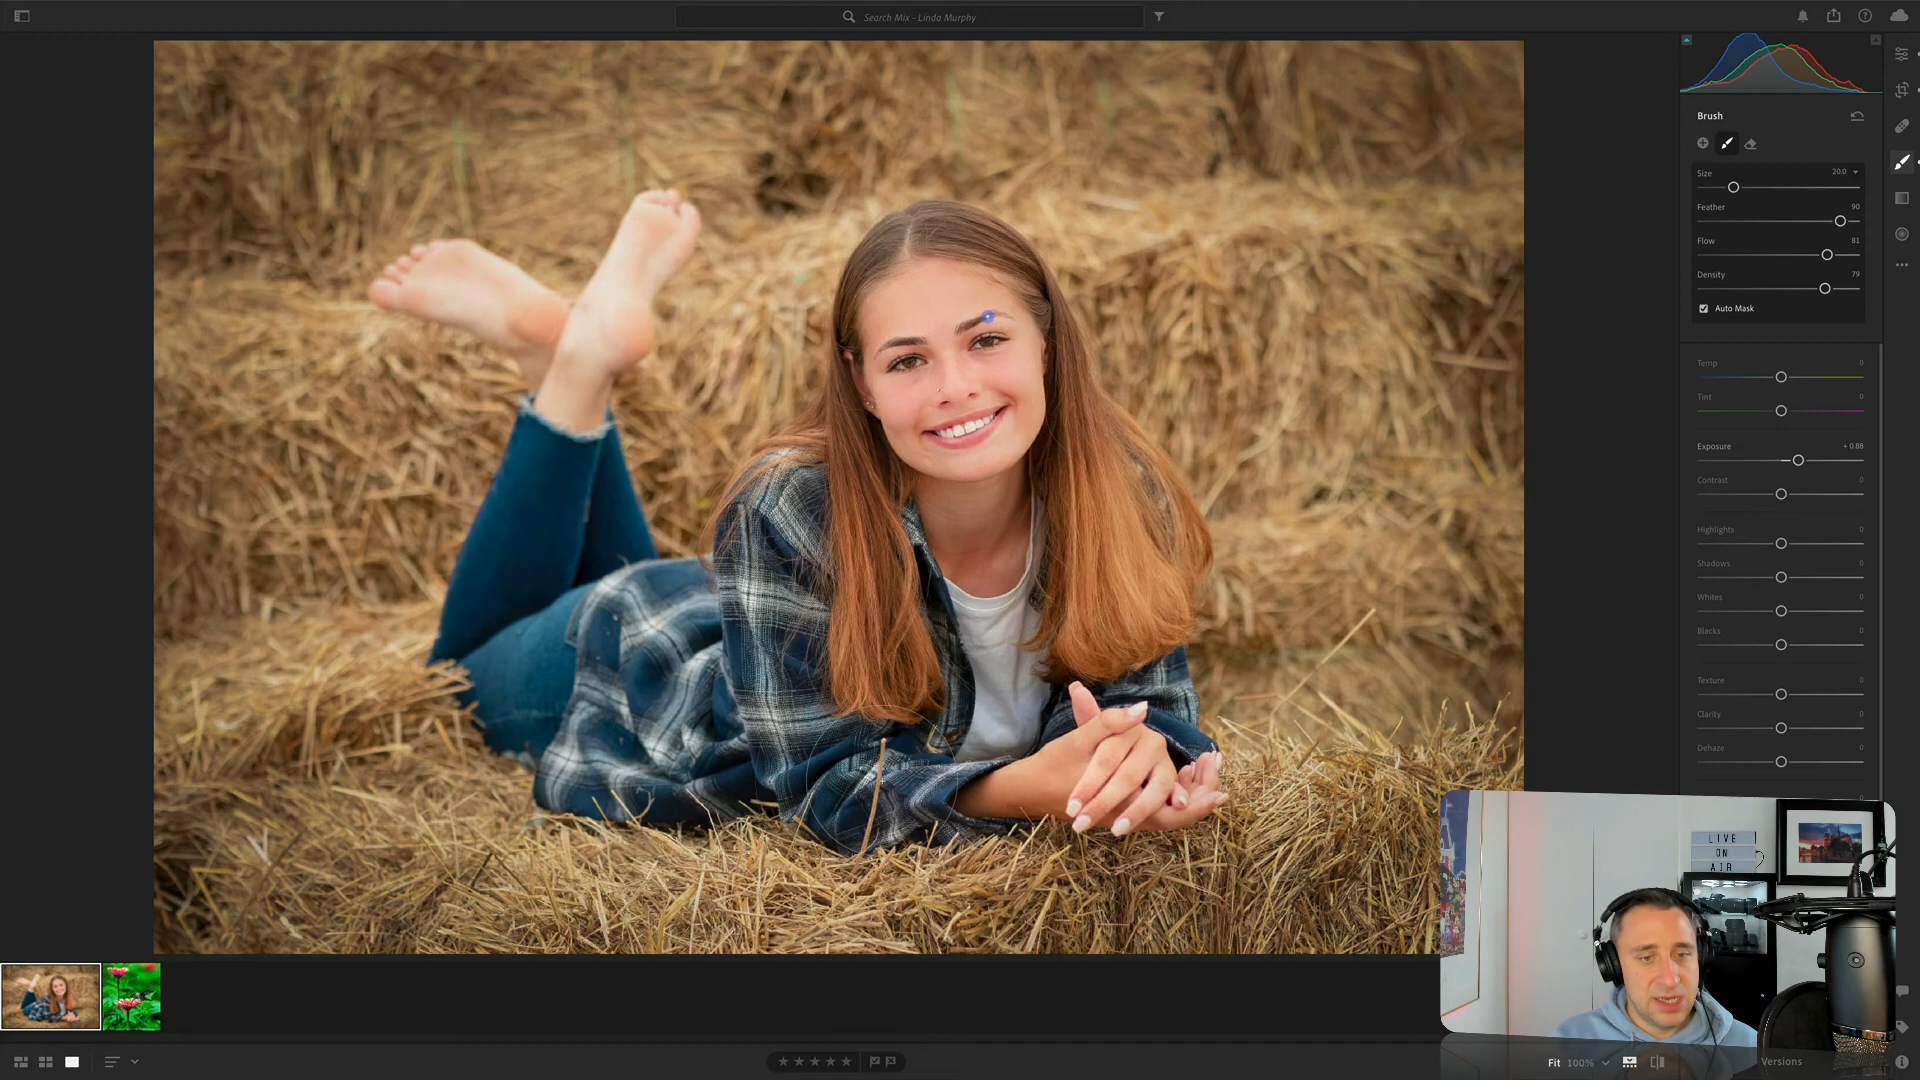 Search Mix - Linda Murphy
Brush
Size 20.0
Feather 90
Flow 81
Density 79
Auto Mask
Temp 0
Tint 0
Exposure + 0.88
Contrast 0
Highlights 0
Shadows 0
Whites 0
Blacks 0
Texture 0
Clarity 0
Dehaze 0
LIVE
ON
AIR
Fit 100%
Versions